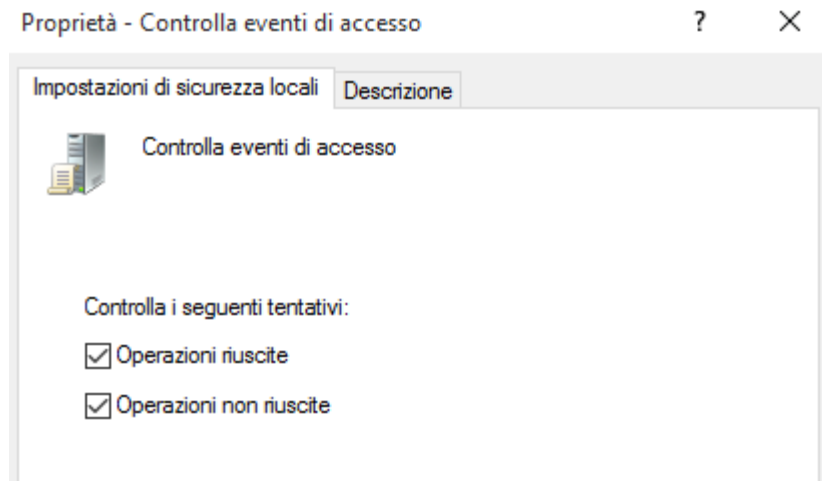 Proprietà - Controlla eventi di accesso ? ×
Impostazioni di sicurezza locali Descrizione
Controlla eventi di accesso
Controlla i seguenti tentativi:
Operazioni riuscite
Operazioni non riuscite